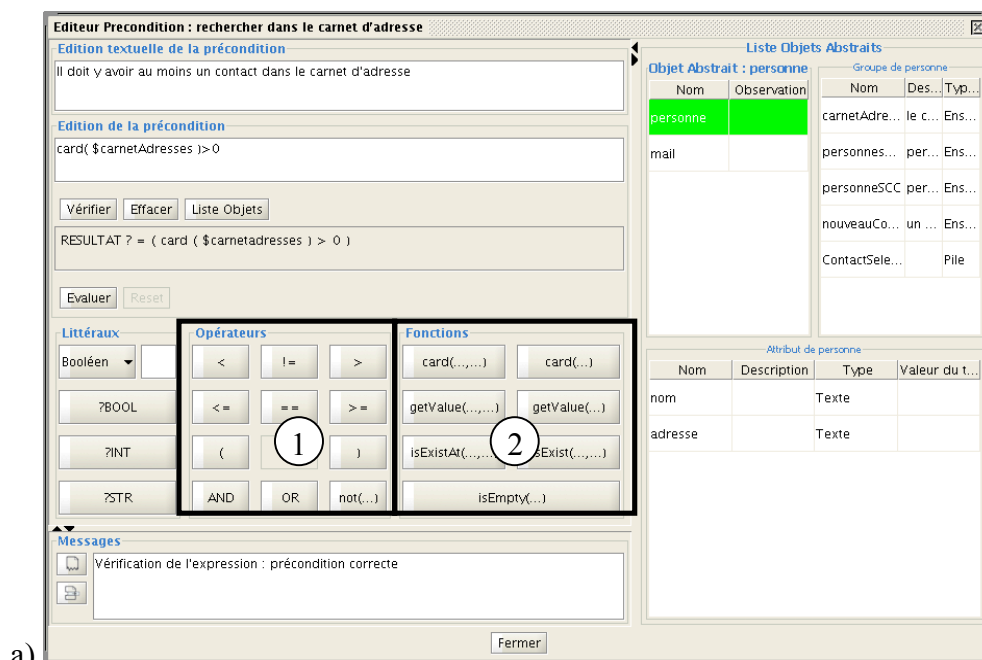 Editeur Precondition : rechercher dans le carnet d'adresse
Edition textuelle de la précondition
Il doit y avoir au moins un contact dans le carnet d'adresse
Edition de la précondition
card( $carnetAdresses )>0
Vérifier Effacer Liste Objets
RESULTAT ? = ( card ( $carnetadresses ) > 0 )
Evaluer Reset
Littéraux
Booléen
?BOOL
?INT
?STR
Opérateurs
< != >
<= == >=
( )
AND OR not(...)
1
Fonctions
card(...,...) card(...)
getValue(...,...) getValue(...)
isExistAt(...,...) isExist(...,...)
isEmpty(...)
2
Messages
Vérification de l'expression : précondition correcte
Liste Objets Abstraits
Objet Abstrait : personne
Nom Observation
personne
mail
Groupe de personne
Nom Des... Typ...
carnetAdre... le c... Ens...
personnes... per... Ens...
personneSCC per... Ens...
nouveauCo... un ... Ens...
ContactSele... Pile
Attribut de personne
Nom Description Type Valeur du t...
nom Texte
adresse Texte
Fermer
a)